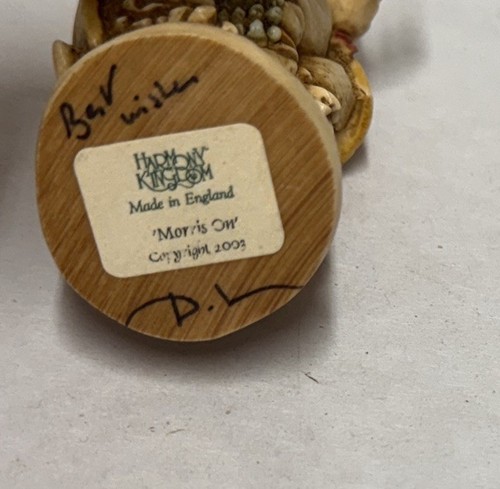 Best
wishes
HARMONY
KINGDOM
Made in England
'Morris On'
Copyright 2003
D.